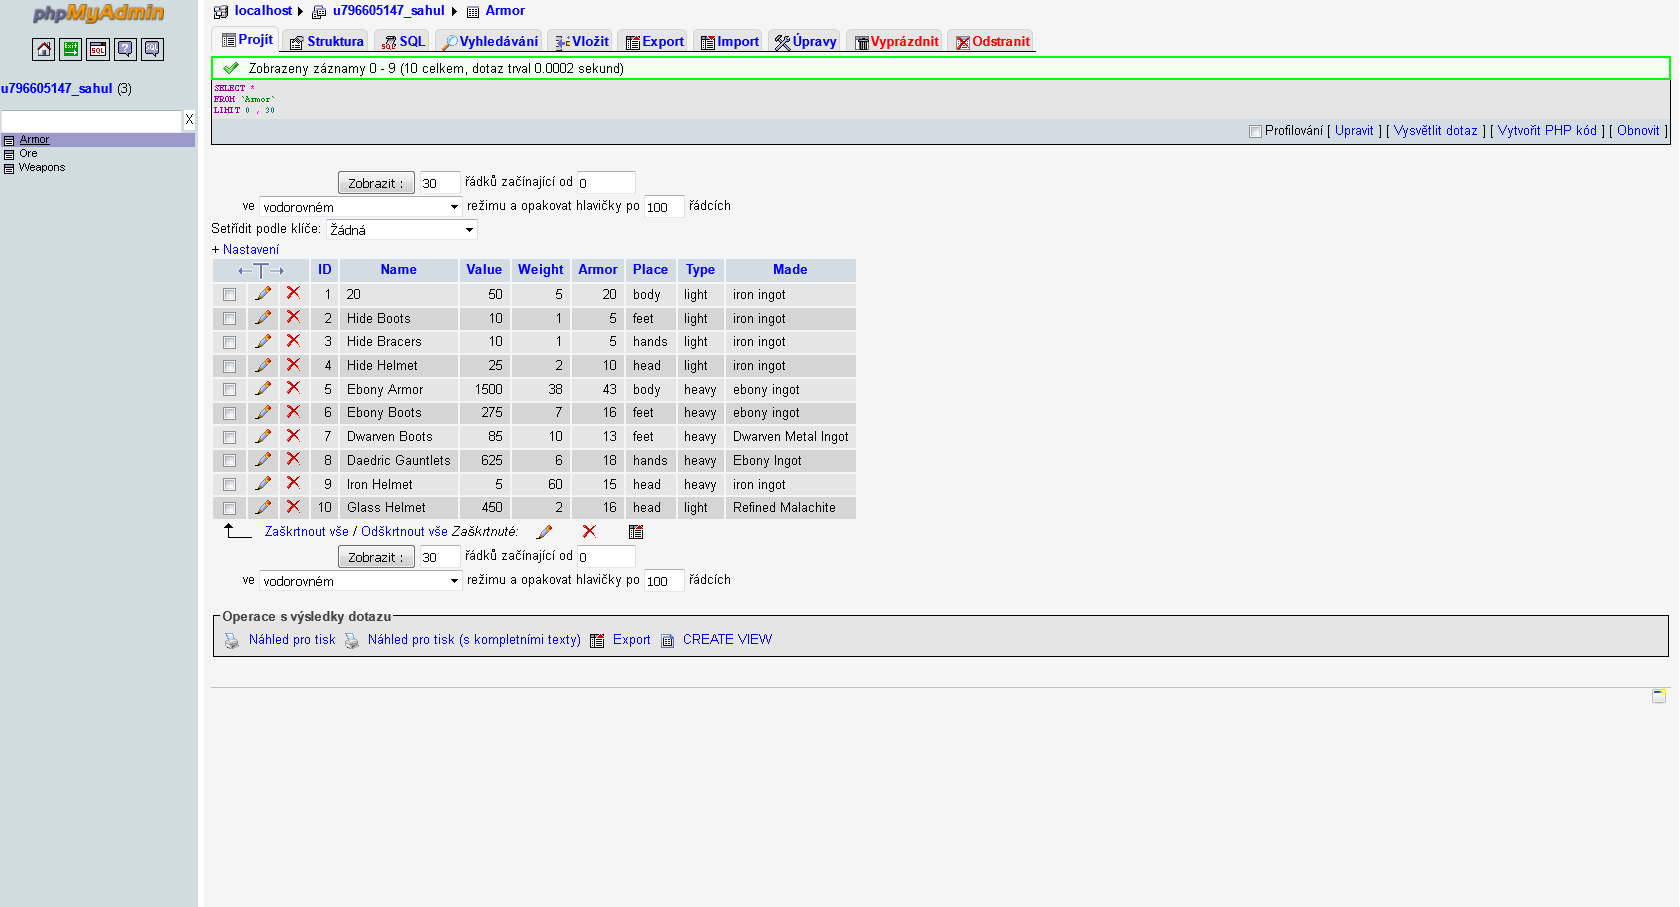 phpMyAdmin
u796605147_sahul (3)
X
Armor
Ore
Weapons
localhost u796605147_sahul Armor
Projít Struktura SQL Vyhledávání Vložit Export Import Úpravy Vyprázdnit Odstranit
Zobrazeny záznamy 0 - 9 (10 celkem, dotaz trval 0.0002 sekund)
SELECT *
FROM `Armor`
LIMIT 0 , 30
Profilování [ Upravit ] [ Vysvětlit dotaz ] [ Vytvořit PHP kód ] [ Obnovit ]
Zobrazit : 30 řádků začínající od 0
ve vodorovném režimu a opakovat hlavičky po 100 řádcích
Setřídit podle klíče: Žádná
+ Nastavení
←T→ ID Name Value Weight Armor Place Type Made
1 20 50 5 20 body light iron ingot
2 Hide Boots 10 1 5 feet light iron ingot
3 Hide Bracers 10 1 5 hands light iron ingot
4 Hide Helmet 25 2 10 head light iron ingot
5 Ebony Armor 1500 38 43 body heavy ebony ingot
6 Ebony Boots 275 7 16 feet heavy ebony ingot
7 Dwarven Boots 85 10 13 feet heavy Dwarven Metal Ingot
8 Daedric Gauntlets 625 6 18 hands heavy Ebony Ingot
9 Iron Helmet 5 60 15 head heavy iron ingot
10 Glass Helmet 450 2 16 head light Refined Malachite
Zaškrtnout vše / Odškrtnout vše Zaškrtnuté:
Zobrazit : 30 řádků začínající od 0
ve vodorovném režimu a opakovat hlavičky po 100 řádcích
Operace s výsledky dotazu
Náhled pro tisk Náhled pro tisk (s kompletními texty) Export CREATE VIEW